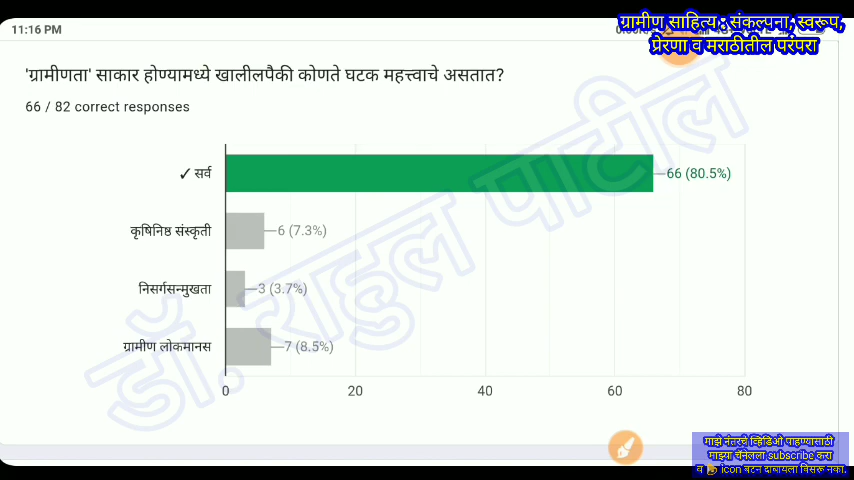 11:16 PM
ग्रामीण साहित्य : संकल्पना, स्वरूप,
प्रेरणा व मराठीतील परंपरा
'ग्रामीणता' साकार होण्यामध्ये खालीलपैकी कोणते घटक महत्त्वाचे असतात?
66 / 82 correct responses
✓ सर्व
66 (80.5%)
कृषिनिष्ठ संस्कृती
6 (7.3%)
निसर्गसन्मुखता
3 (3.7%)
ग्रामीण लोकमानस
7 (8.5%)
0 20 40 60 80
डॉ. राहुल पाटील
माझे नंतरचे व्हिडिओ पाहण्यासाठी
माझ्या चॅनेलला subscribe करा
व 🔔 icon बटन दाबायला विसरू नका.